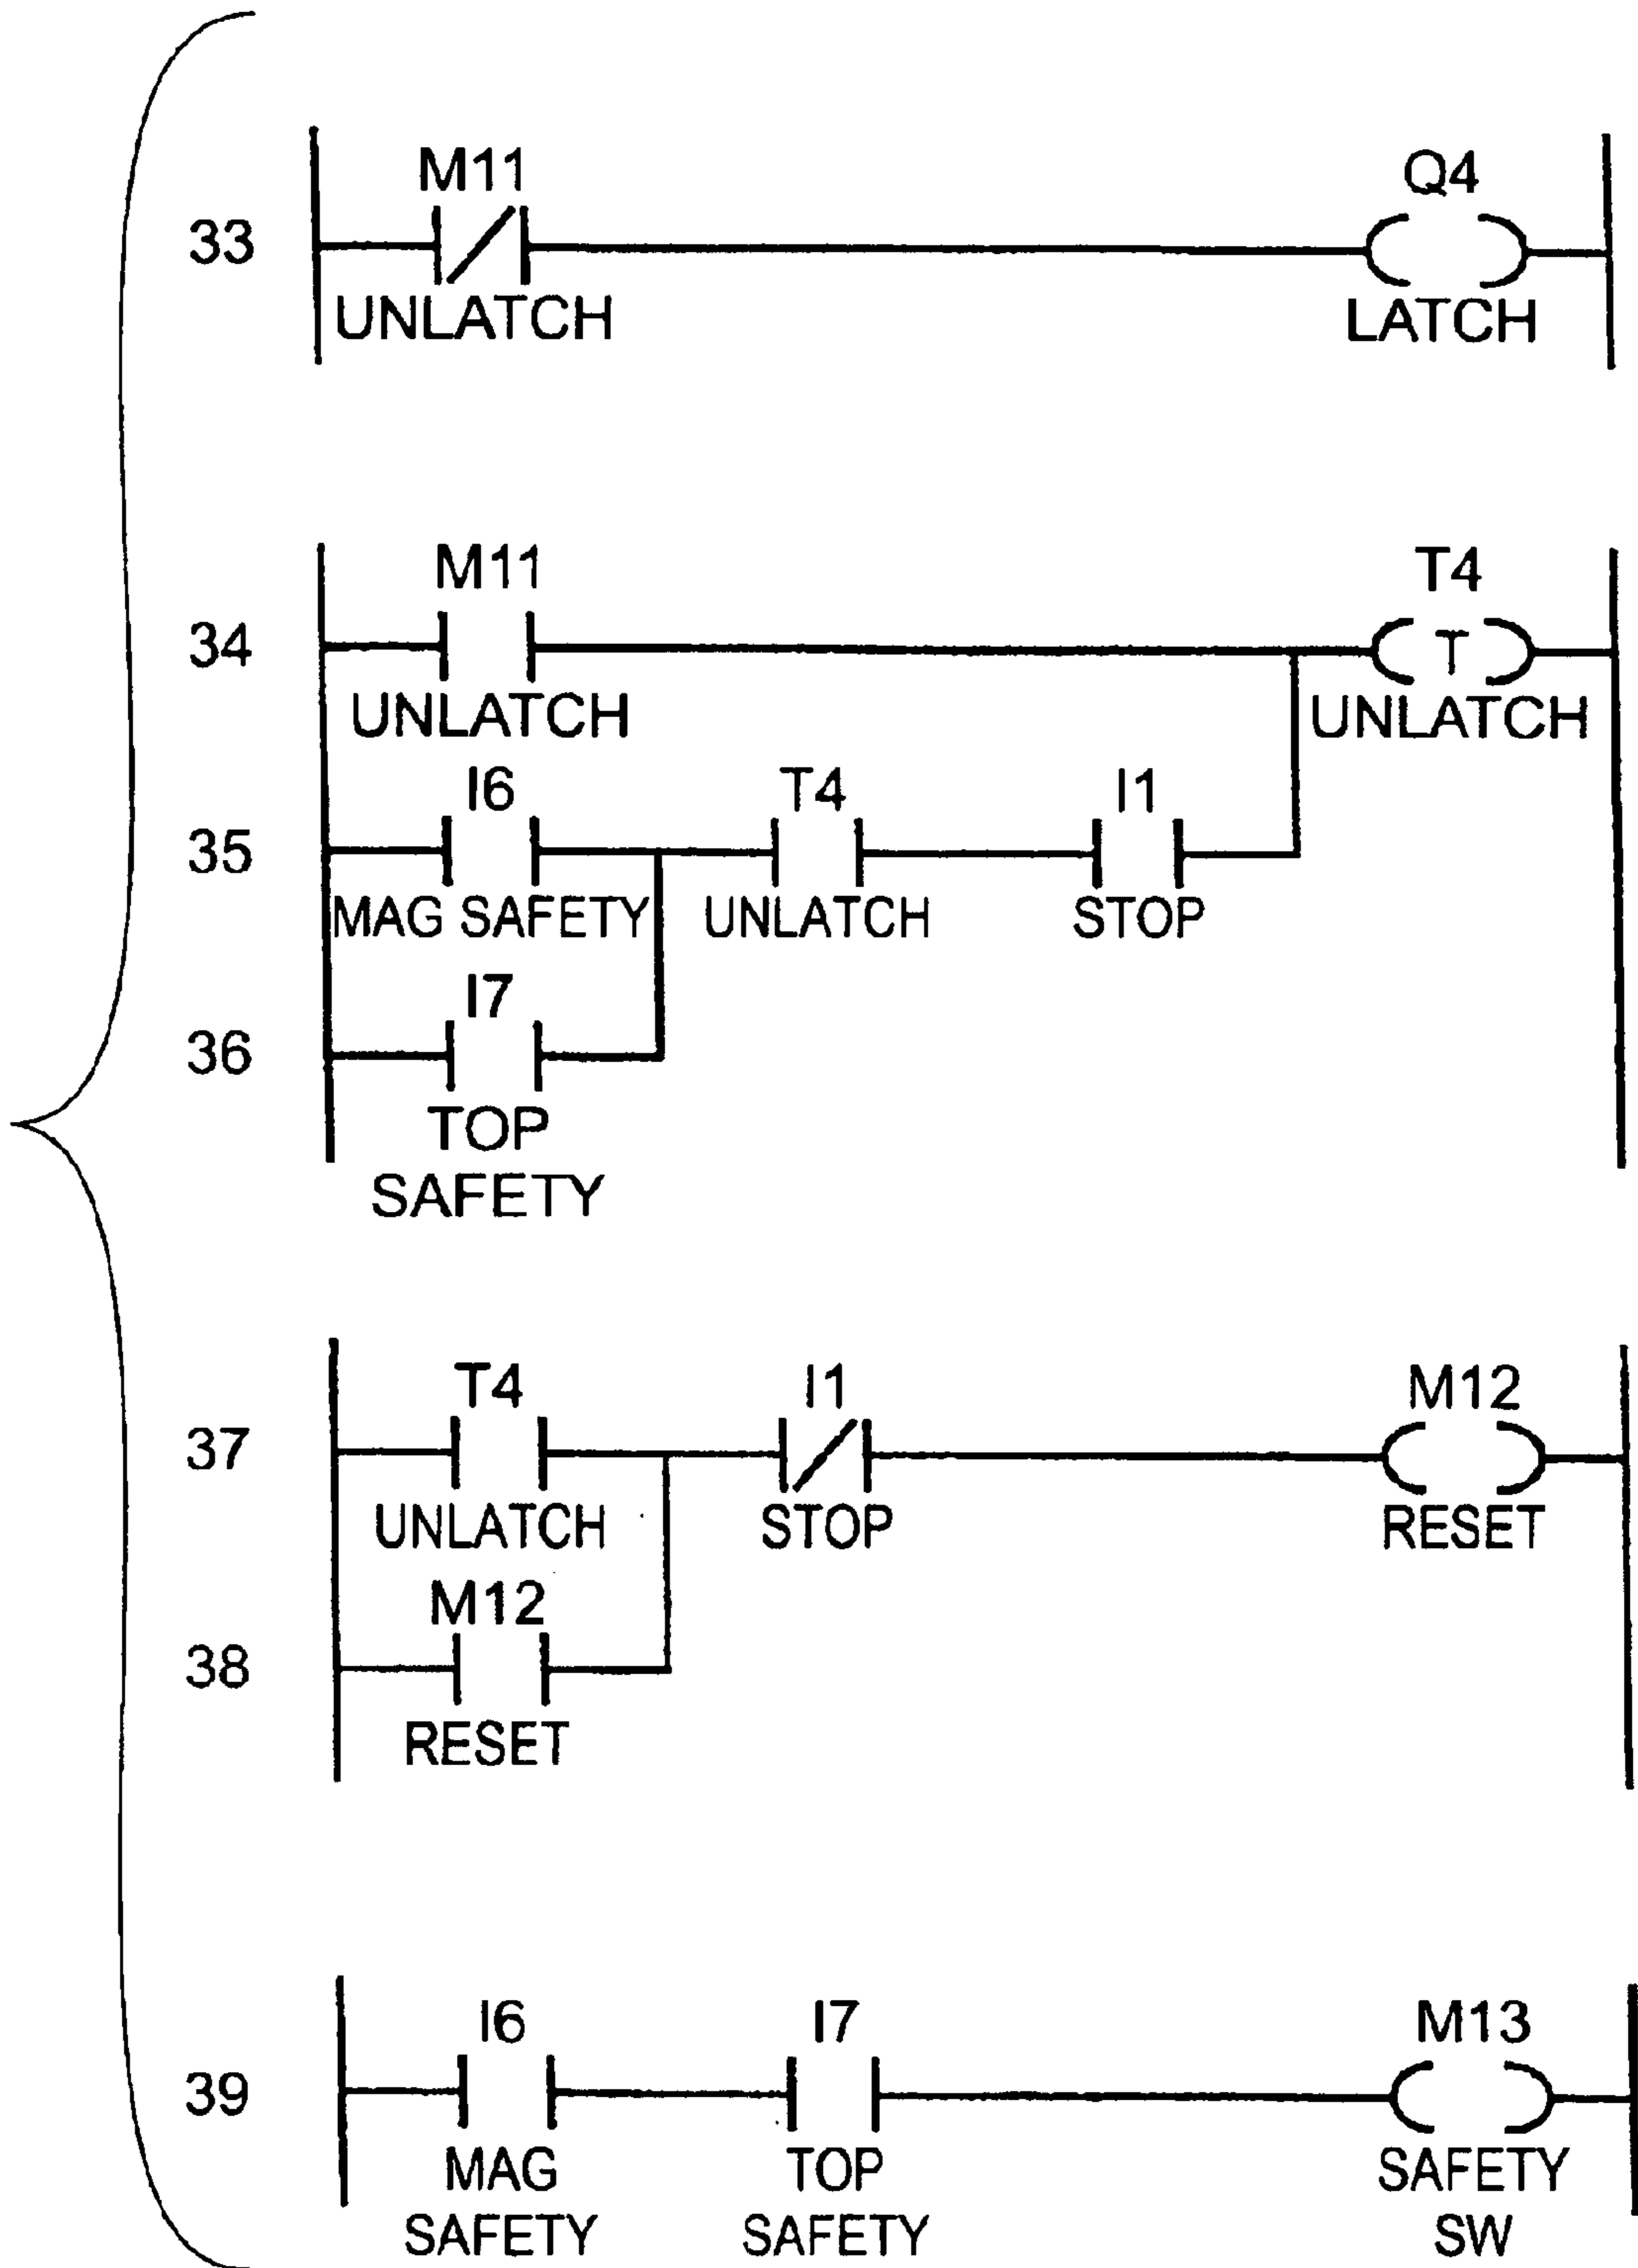 M11 Q4
33
UNLATCH LATCH
M11 T4
34 T
UNLATCH UNLATCH
I6 T4 I1
35
MAG SAFETY UNLATCH STOP
I7
36
TOP
SAFETY
T4 I1 M12
37
UNLATCH STOP RESET
M12
38
RESET
I6 I7 M13
39
MAG TOP SAFETY
SAFETY SAFETY SW